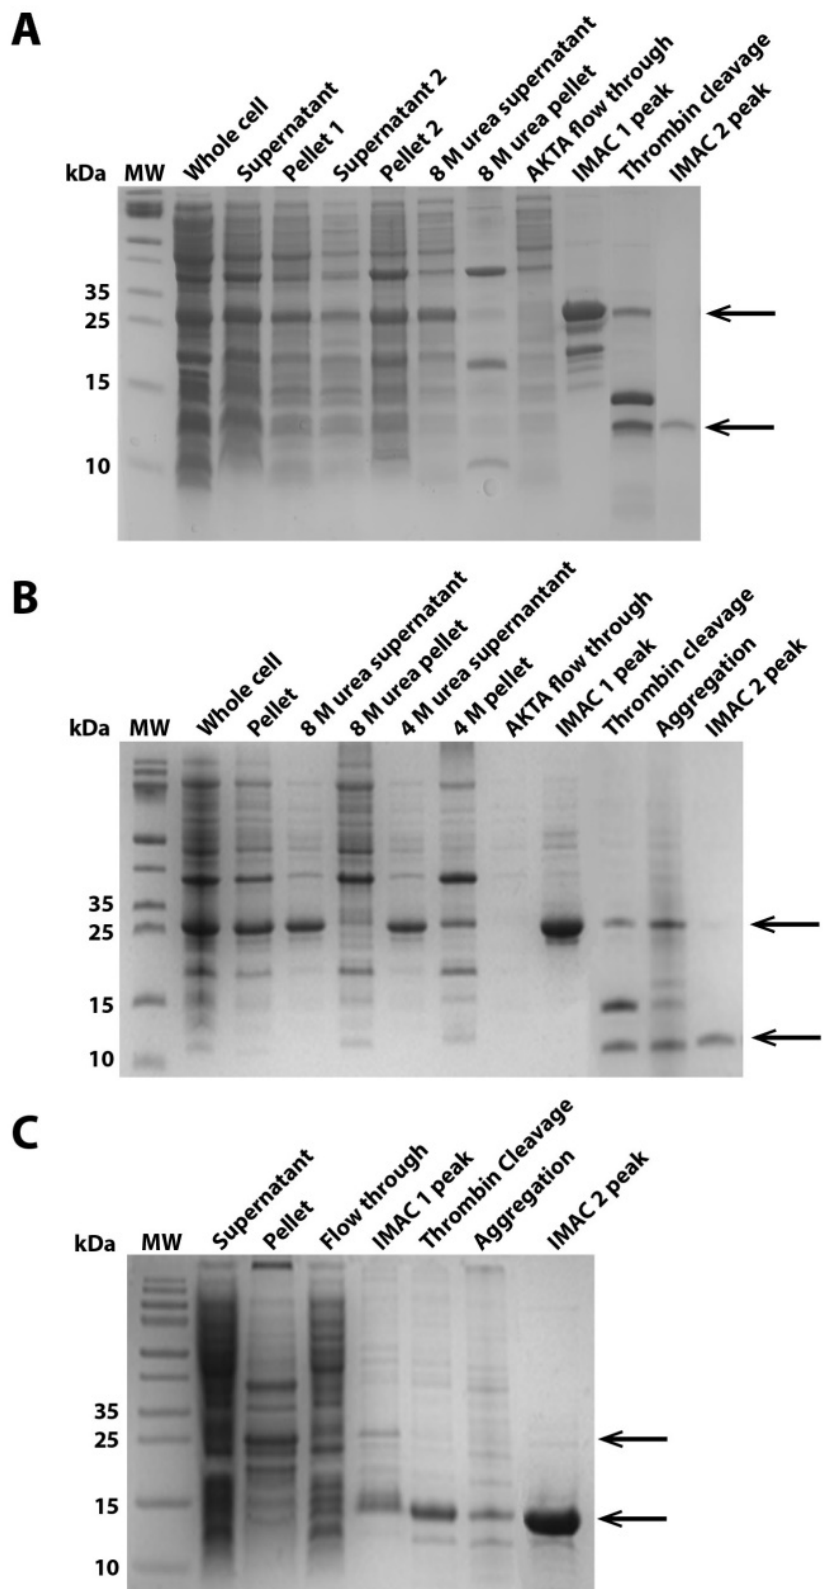 A
kDa MW Whole cell Supernatant Pellet 1 Supernatant 2 Pellet 2 8 M urea supernatant 8 M urea pellet AKTA flow through IMAC 1 peak Thrombin cleavage IMAC 2 peak
35
25
15
10
B
kDa MW Whole cell Pellet 8 M urea supernatant 8 M urea pellet 4 M urea supernantant 4 M pellet AKTA flow through IMAC 1 peak Thrombin cleavage Aggregation IMAC 2 peak
35
25
15
10
C
kDa MW Supernatant Pellet Flow through IMAC 1 peak Thrombin Cleavage Aggregation IMAC 2 peak
35
25
15
10